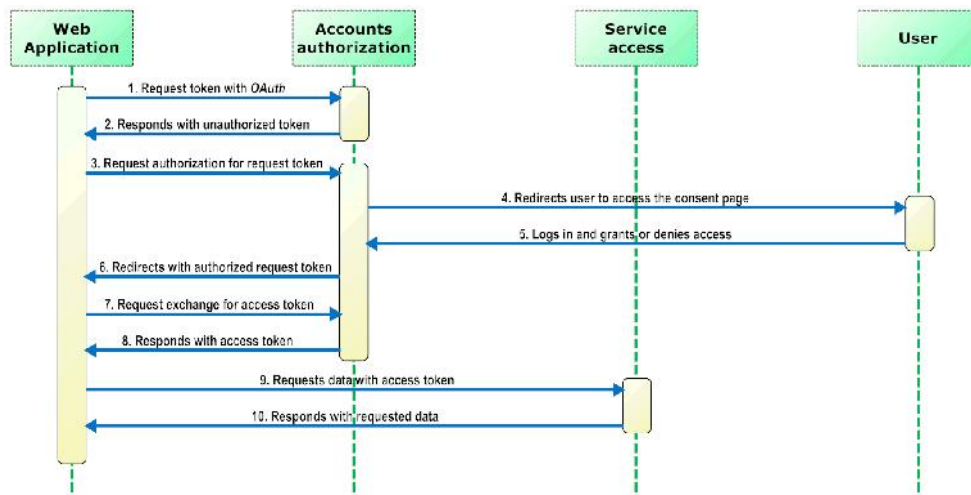 Web
Application
Accounts
authorization
Service
access
User
1. Request token with OAuth
2. Responds with unauthorized token
3. Request authorization for request token
4. Redirects user to access the consent page
5. Logs in and grants or denies access
6. Redirects with authorized request token
7. Request exchange for access token
8. Responds with access token
9. Requests data with access token
10. Responds with requested data